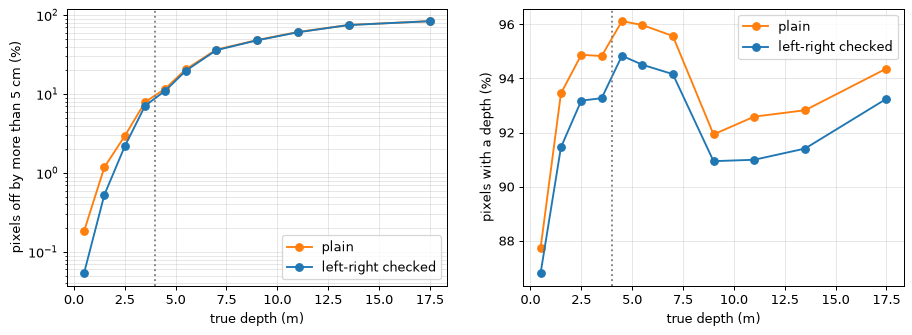 pixels off by more than 5 cm (%)
10²
10¹
10⁰
10⁻¹
plain
left-right checked
0.0 2.5 5.0 7.5 10.0 12.5 15.0 17.5
true depth (m)
pixels with a depth (%)
96
94
92
90
88
plain
left-right checked
0.0 2.5 5.0 7.5 10.0 12.5 15.0 17.5
true depth (m)